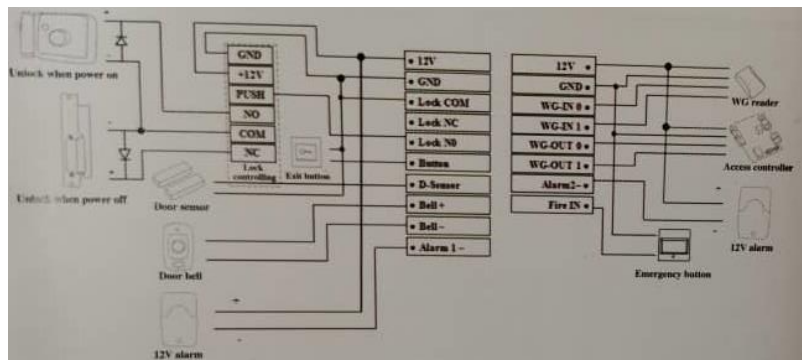 Unlock when power on
Unlock when power off
GND
+12V
PUSH
NO
COM
NC
Lock
controlling
Exit button
Door sensor
Door bell
12V alarm
12V
GND
Lock COM
Lock NC
Lock N0
Button
D-Sensor
Bell +
Bell −
Alarm 1 −
12V
GND
WG-IN 0
WG-IN 1
WG-OUT 0
WG-OUT 1
Alarm2−
Fire IN
WG reader
Access controller
12V alarm
Emergency button
+
-
-
+
+
-
+
-